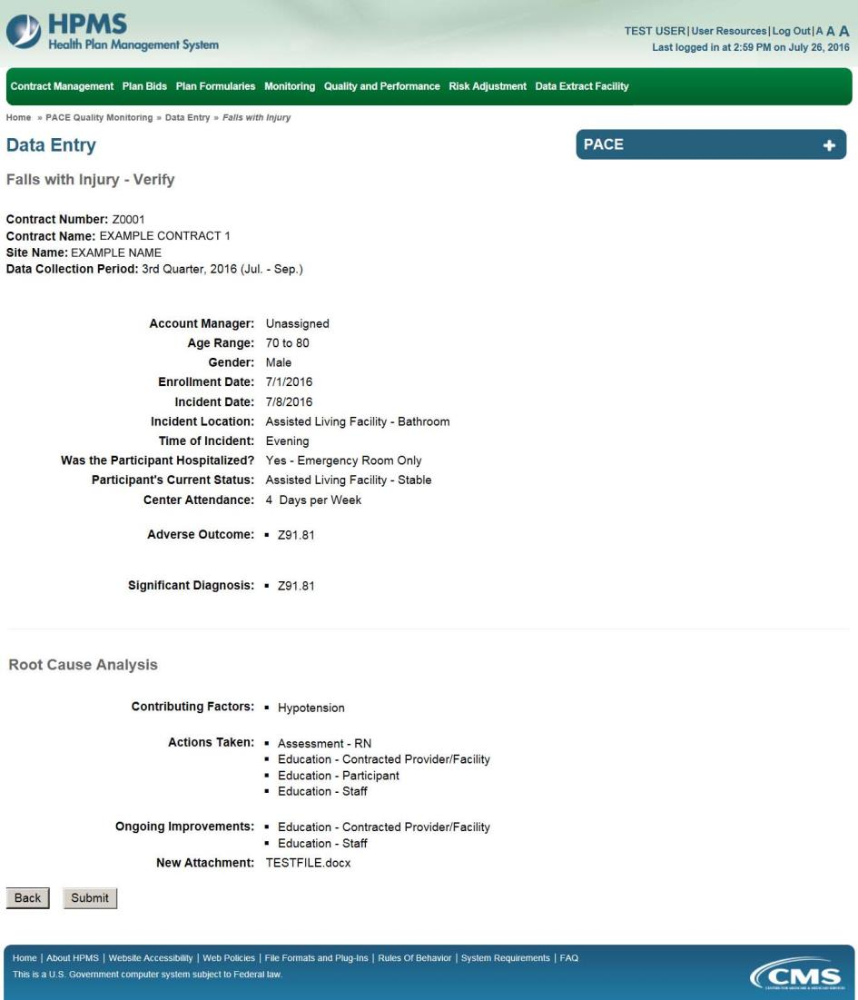 HPMS
Health Plan Management System
TEST USER|User Resources|Log Out|A A A
Last logged in at 2:59 PM on July 26, 2016
Contract Management Plan Bids Plan Formularies Monitoring Quality and Performance Risk Adjustment Data Extract Facility
Home » PACE Quality Monitoring » Data Entry » Falls with Injury
Data Entry
PACE
Falls with Injury - Verify
Contract Number: Z0001
Contract Name: EXAMPLE CONTRACT 1
Site Name: EXAMPLE NAME
Data Collection Period: 3rd Quarter, 2016 (Jul. - Sep.)
Account Manager: Unassigned
Age Range: 70 to 80
Gender: Male
Enrollment Date: 7/1/2016
Incident Date: 7/8/2016
Incident Location: Assisted Living Facility - Bathroom
Time of Incident: Evening
Was the Participant Hospitalized? Yes - Emergency Room Only
Participant's Current Status: Assisted Living Facility - Stable
Center Attendance: 4 Days per Week
Adverse Outcome: ▪ Z91.81
Significant Diagnosis: ▪ Z91.81
Root Cause Analysis
Contributing Factors: ▪ Hypotension
Actions Taken: ▪ Assessment - RN
▪ Education - Contracted Provider/Facility
▪ Education - Participant
▪ Education - Staff
Ongoing Improvements: ▪ Education - Contracted Provider/Facility
▪ Education - Staff
New Attachment: TESTFILE.docx
Back Submit
Home | About HPMS | Website Accessibility | Web Policies | File Formats and Plug-Ins | Rules Of Behavior | System Requirements | FAQ
This is a U.S. Government computer system subject to Federal law.
CMS
CENTERS FOR MEDICARE & MEDICAID SERVICES